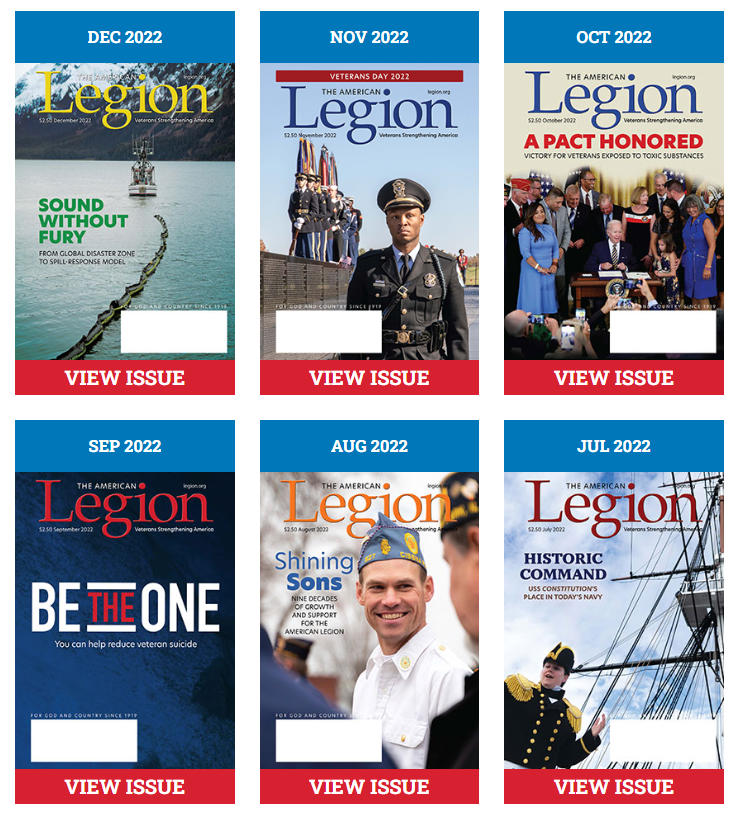 DEC 2022
THE AMERICAN
legion.org
Legion
$2.50 December 2022
Veterans Strengthening America
SOUND
WITHOUT
FURY
FROM GLOBAL DISASTER ZONE
TO SPILL-RESPONSE MODEL
FOR GOD AND COUNTRY SINCE 1919
VIEW ISSUE
NOV 2022
VETERANS DAY 2022
THE AMERICAN
legion.org
Legion
$2.50 November 2022
Veterans Strengthening America
FOR GOD AND COUNTRY SINCE 1919
VIEW ISSUE
OCT 2022
THE AMERICAN
legion.org
Legion
$2.50 October 2022
Veterans Strengthening America
A PACT HONORED
VICTORY FOR VETERANS EXPOSED TO TOXIC SUBSTANCES
AND COUNTRY SINCE 1919
VIEW ISSUE
SEP 2022
THE AMERICAN
legion.org
Legion
$2.50 September 2022
Veterans Strengthening America
BE THE ONE
You can help reduce veteran suicide
FOR GOD AND COUNTRY SINCE 1919
VIEW ISSUE
AUG 2022
THE AMERICAN
Legion
$2.50 August 2022
America
Shining
Sons
NINE DECADES
OF GROWTH
AND SUPPORT
FOR THE
AMERICAN LEGION
FOR GOD AND COUNTRY SINCE 1919
VIEW ISSUE
JUL 2022
THE AMERICAN
legion.org
Legion
$2.50 July 2022
Veterans Strengthening America
HISTORIC
COMMAND
USS CONSTITUTION'S
PLACE IN TODAY'S NAVY
VIEW ISSUE